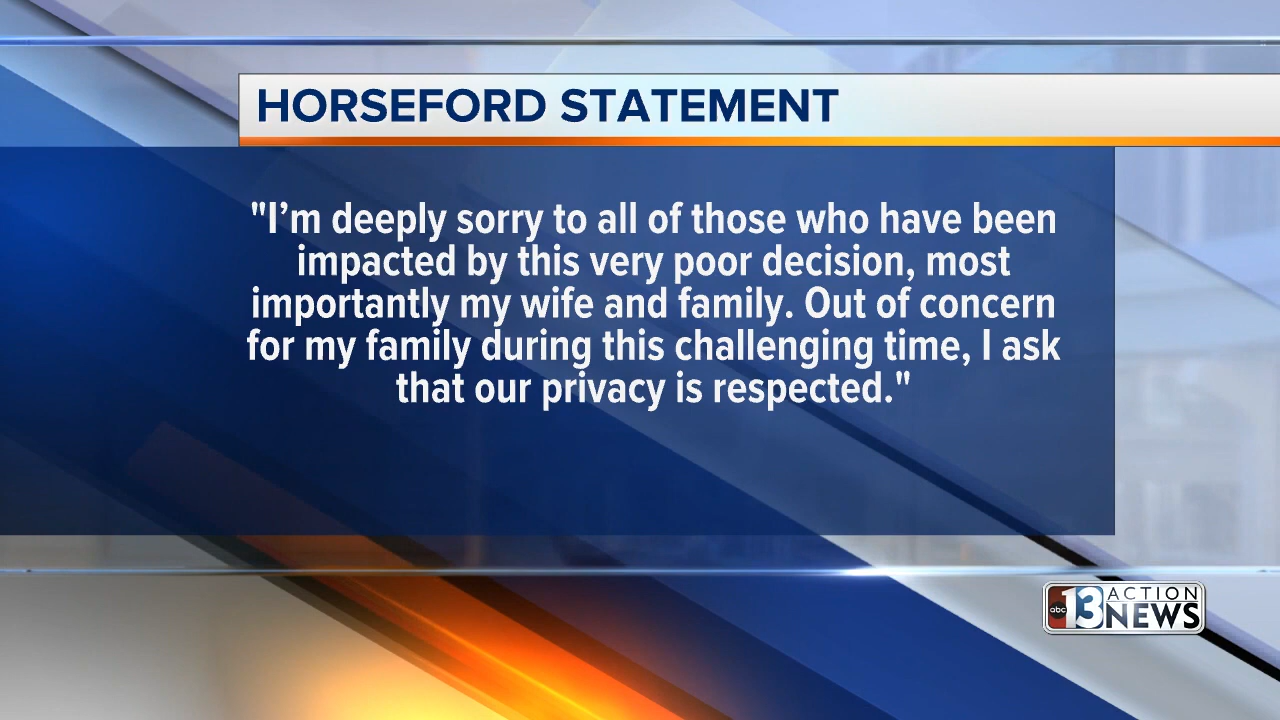 HORSEFORD STATEMENT
"I’m deeply sorry to all of those who have been
impacted by this very poor decision, most
importantly my wife and family. Out of concern
for my family during this challenging time, I ask
that our privacy is respected."
abc 13 ACTION
NEWS